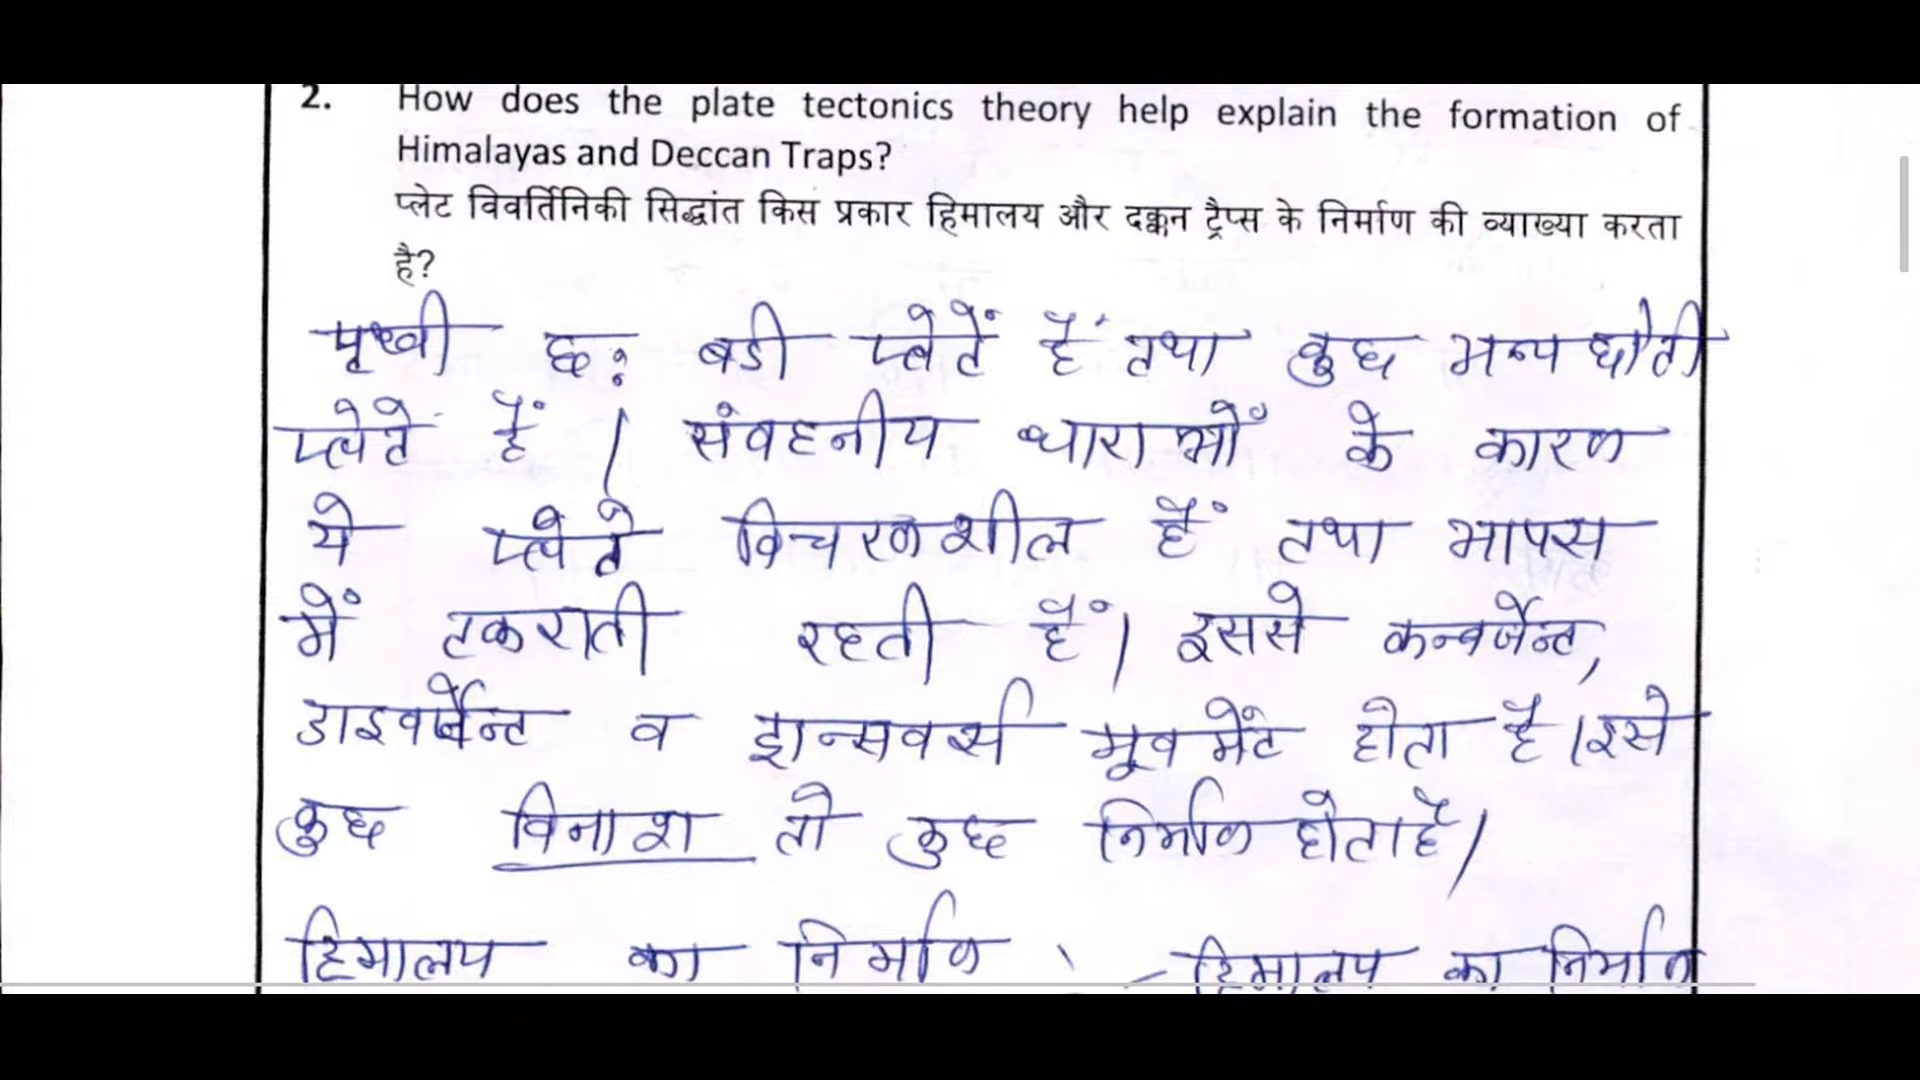 2. How does the plate tectonics theory help explain the formation of
Himalayas and Deccan Traps?
प्लेट विवर्तिनिकी सिद्धांत किस प्रकार हिमालय और दक्कन ट्रैप्स के निर्माण की व्याख्या करता
है?
पृथ्वी छः बडी प्लेटें हैं तथा कुछ अन्य छोटी
प्लेटे हैं । संवहनीय धाराओं के कारण
ये प्लेटे विचरणशील हैं तथा आपस
में टकराती रहती हैं। इससे कन्वर्जेन्ट,
डाइवर्जेन्ट व ट्रान्सवर्स मूवमेंट होता है । इसे
कुछ विनाश तो कुछ निर्माण होता है।
हिमालय का निर्माण : – हिमालय का निर्माण